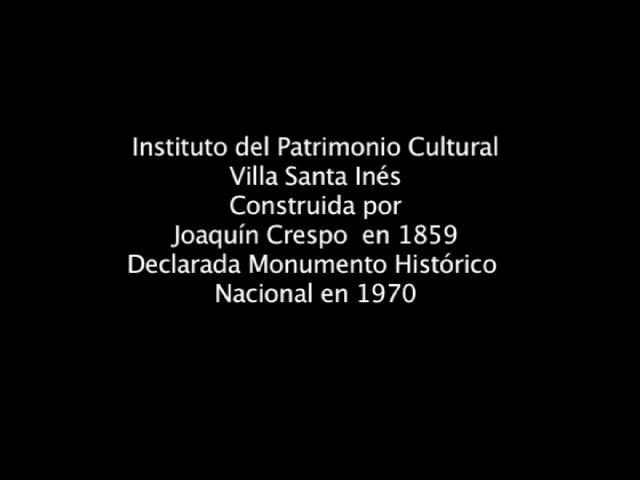 Instituto del Patrimonio Cultural
Villa Santa Inés
Construida por
Joaquín Crespo en 1859
Declarada Monumento Histórico
Nacional en 1970